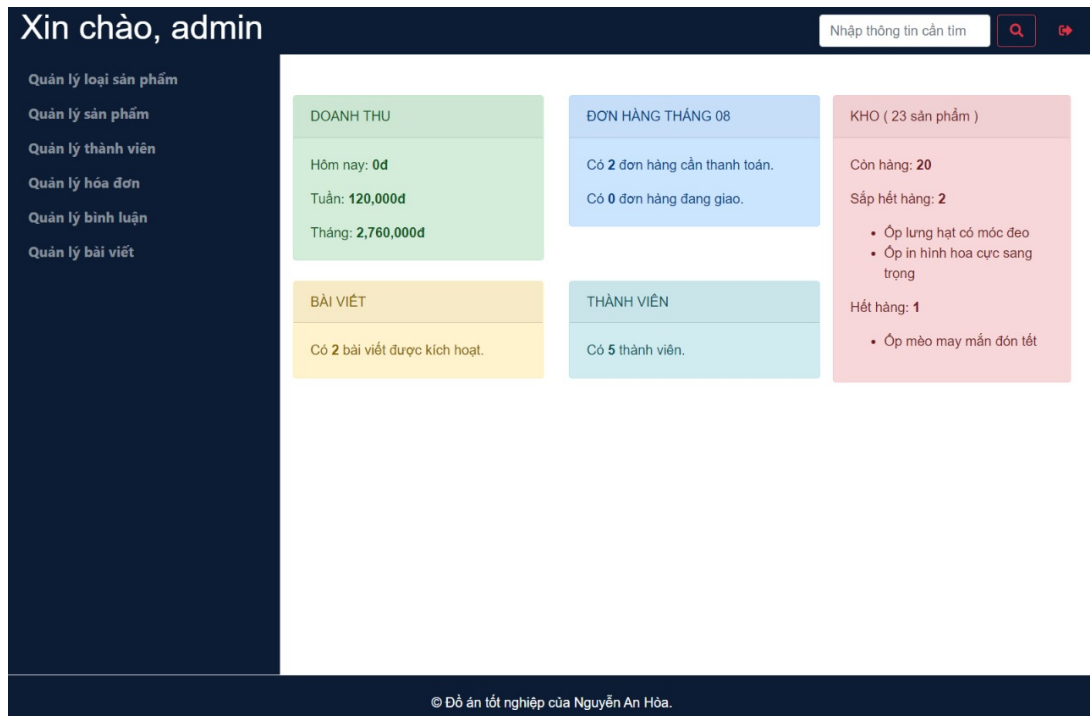 Xin chào, admin
Nhập thông tin cần tìm
Quản lý loại sản phẩm
Quản lý sản phẩm
Quản lý thành viên
Quản lý hóa đơn
Quản lý bình luận
Quản lý bài viết
DOANH THU
Hôm nay: 0đ
Tuần: 120,000đ
Tháng: 2,760,000đ
ĐƠN HÀNG THÁNG 08
Có 2 đơn hàng cần thanh toán.
Có 0 đơn hàng đang giao.
KHO ( 23 sản phẩm )
Còn hàng: 20
Sắp hết hàng: 2
• Ốp lưng hạt có móc đeo
• Ốp in hình hoa cực sang
trọng
Hết hàng: 1
• Ốp mèo may mắn đón tết
BÀI VIẾT
Có 2 bài viết được kích hoạt.
THÀNH VIÊN
Có 5 thành viên.
© Đồ án tốt nghiệp của Nguyễn An Hòa.